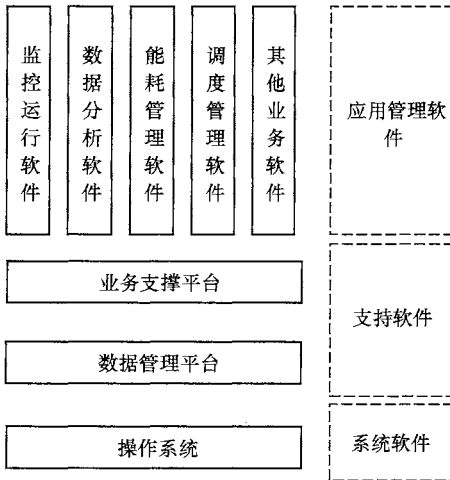 监控运行软件
数据分析软件
能耗管理软件
调度管理软件
其他业务软件
应用管理软
件
业务支撑平台
支持软件
数据管理平台
操作系统
系统软件